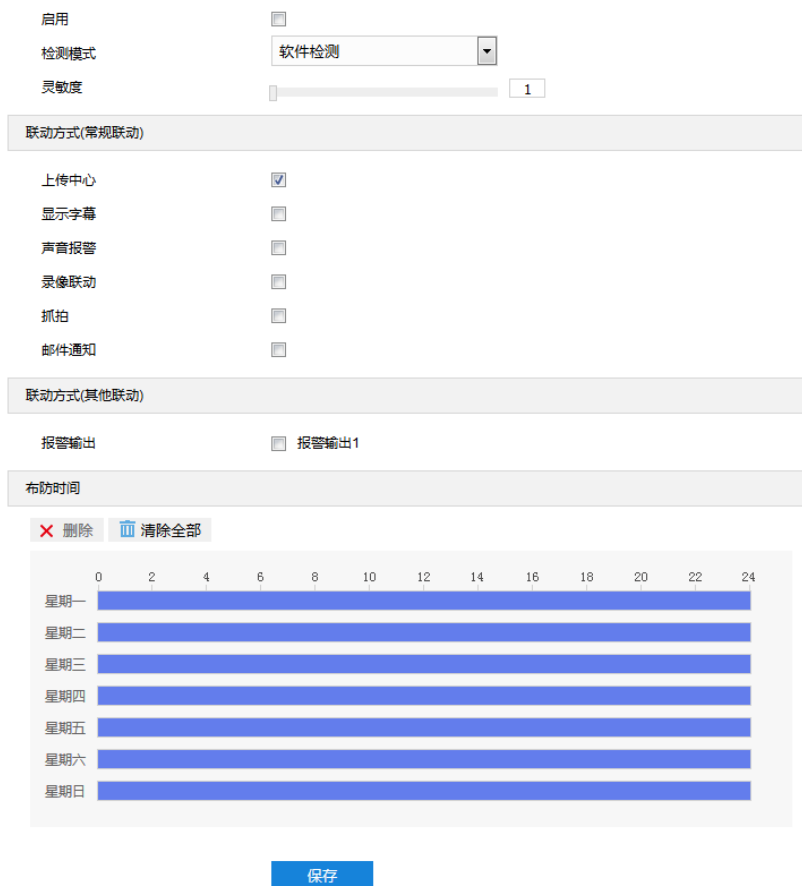 启用
检测模式 软件检测
灵敏度 1
联动方式(常规联动)
上传中心
显示字幕
声音报警
录像联动
抓拍
邮件通知
联动方式(其他联动)
报警输出 报警输出1
布防时间
删除 清除全部
0 2 4 6 8 10 12 14 16 18 20 22 24
星期一
星期二
星期三
星期四
星期五
星期六
星期日
保存